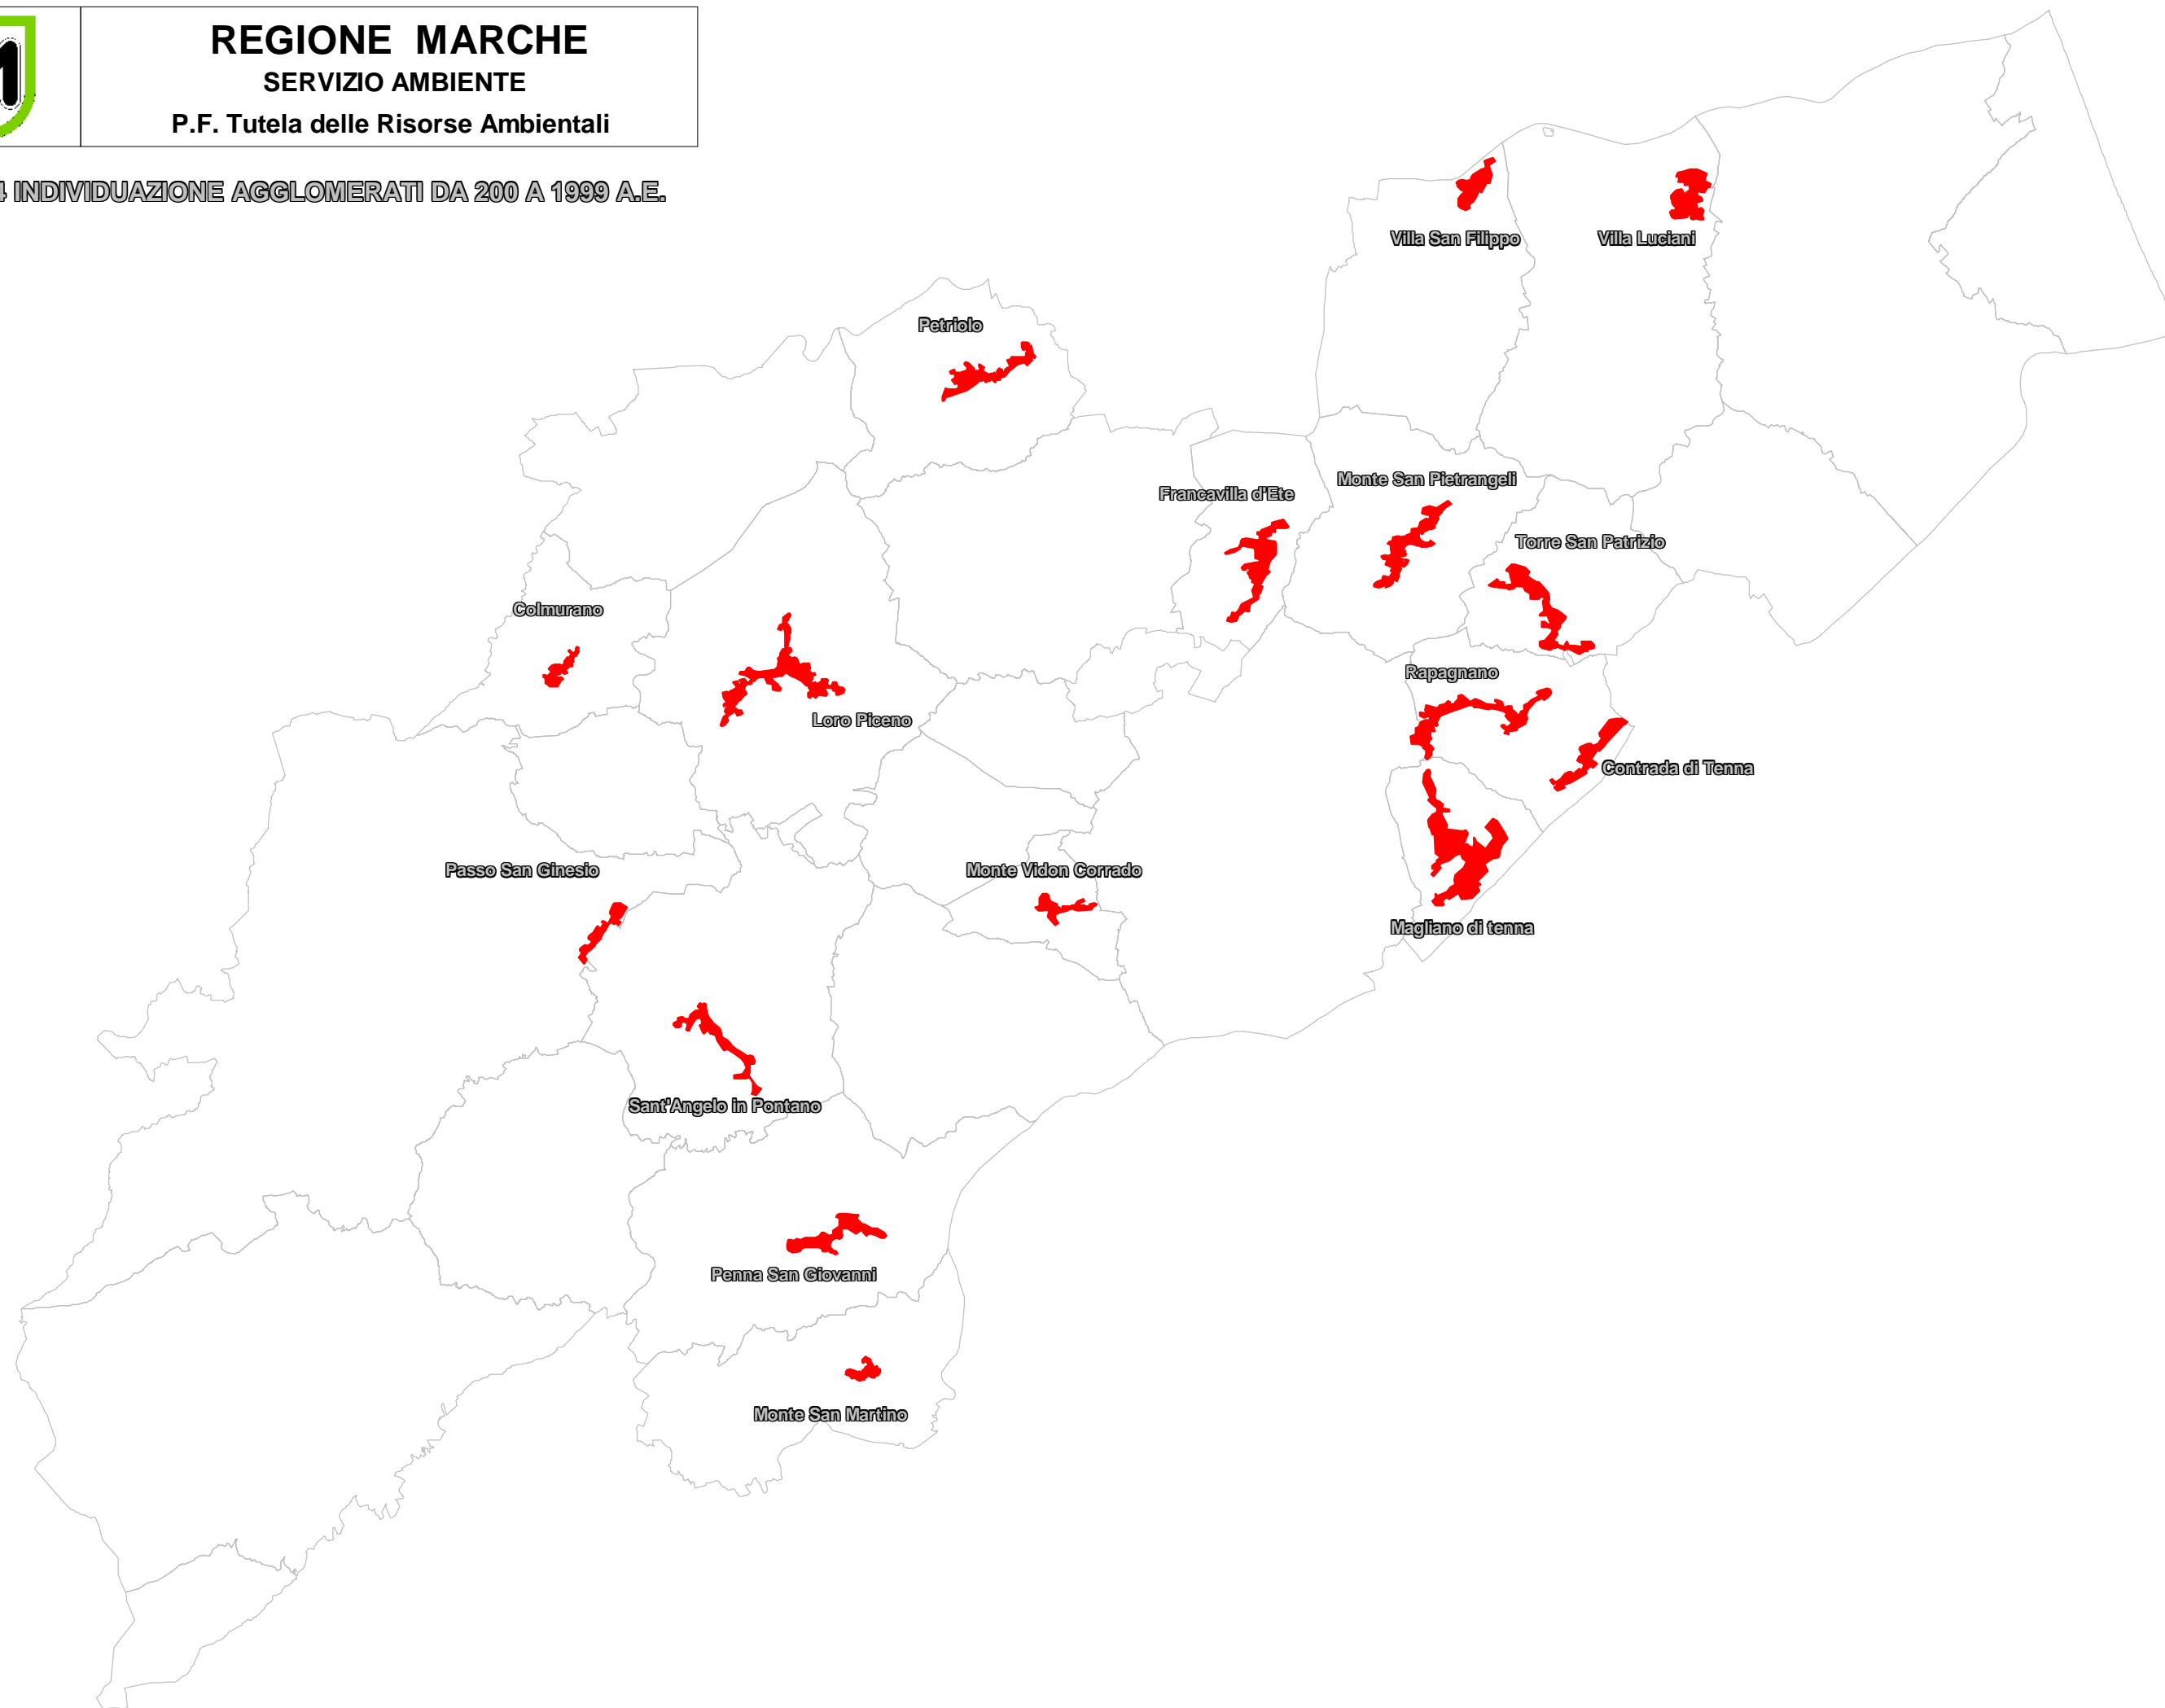 REGIONE MARCHE
SERVIZIO AMBIENTE
P.F. Tutela delle Risorse Ambientali
4 INDIVIDUAZIONE AGGLOMERATI DA 200 A 1999 A.E.
Villa San Filippo
Villa Luciani
Petriolo
Monte San Pietrangeli
Francavilla d'Ete
Torre San Patrizio
Colmurano
Rapagnano
Loro Piceno
Contrada di Tenna
Passo San Ginesio
Monte Vidon Corrado
Magliano di tenna
Sant'Angelo in Pontano
Penna San Giovanni
Monte San Martino